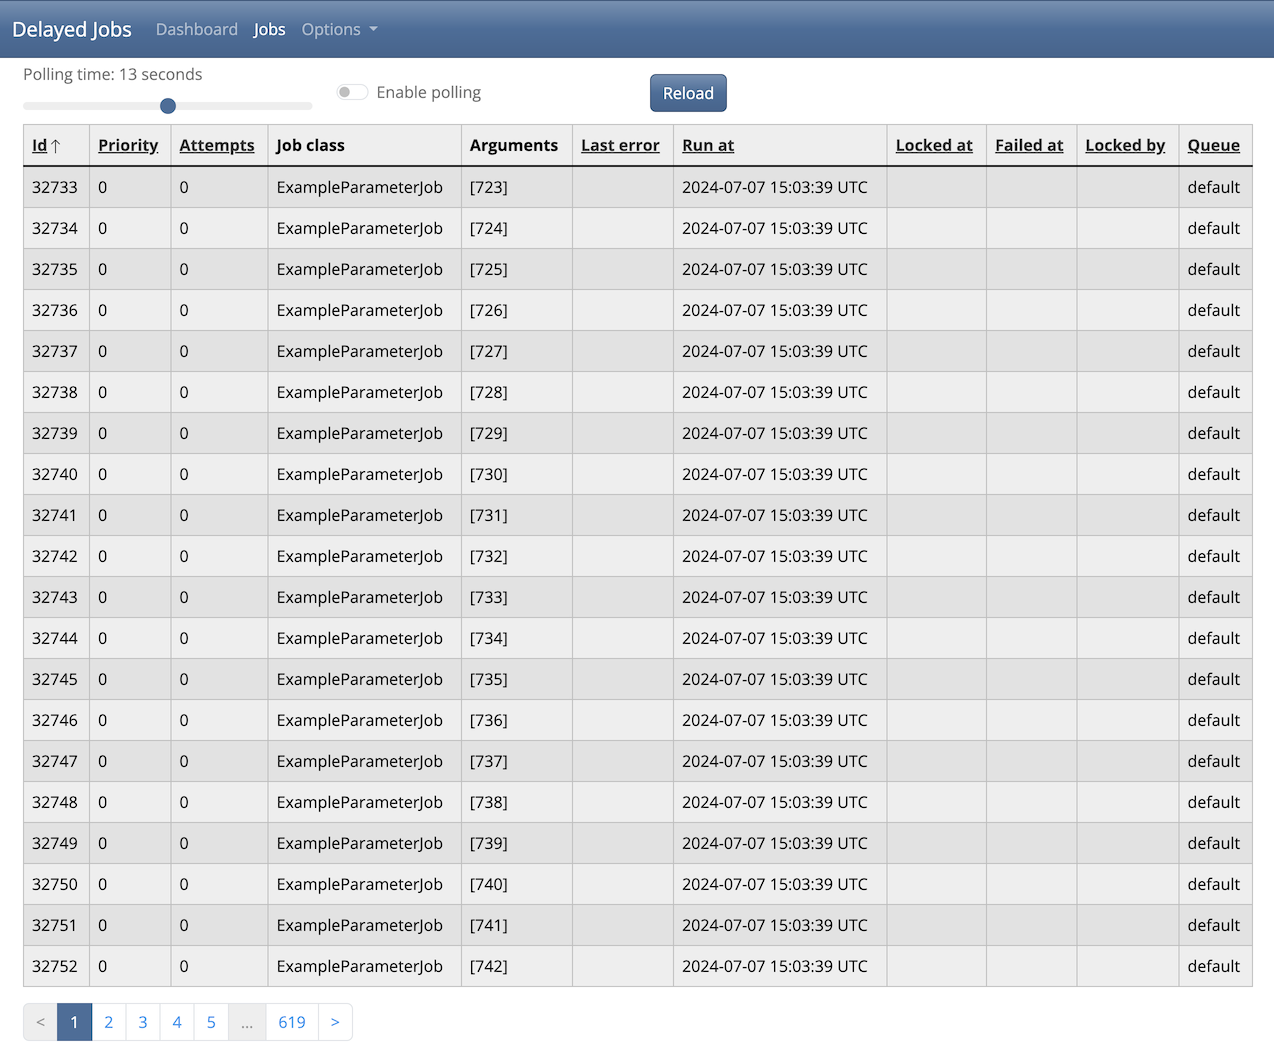 Delayed Jobs Dashboard Jobs Options
Polling time: 13 seconds
Enable polling
Reload
Id↑ Priority Attempts Job class Arguments Last error Run at Locked at Failed at Locked by Queue
32733 0 0 ExampleParameterJob [723] 2024-07-07 15:03:39 UTC default
32734 0 0 ExampleParameterJob [724] 2024-07-07 15:03:39 UTC default
32735 0 0 ExampleParameterJob [725] 2024-07-07 15:03:39 UTC default
32736 0 0 ExampleParameterJob [726] 2024-07-07 15:03:39 UTC default
32737 0 0 ExampleParameterJob [727] 2024-07-07 15:03:39 UTC default
32738 0 0 ExampleParameterJob [728] 2024-07-07 15:03:39 UTC default
32739 0 0 ExampleParameterJob [729] 2024-07-07 15:03:39 UTC default
32740 0 0 ExampleParameterJob [730] 2024-07-07 15:03:39 UTC default
32741 0 0 ExampleParameterJob [731] 2024-07-07 15:03:39 UTC default
32742 0 0 ExampleParameterJob [732] 2024-07-07 15:03:39 UTC default
32743 0 0 ExampleParameterJob [733] 2024-07-07 15:03:39 UTC default
32744 0 0 ExampleParameterJob [734] 2024-07-07 15:03:39 UTC default
32745 0 0 ExampleParameterJob [735] 2024-07-07 15:03:39 UTC default
32746 0 0 ExampleParameterJob [736] 2024-07-07 15:03:39 UTC default
32747 0 0 ExampleParameterJob [737] 2024-07-07 15:03:39 UTC default
32748 0 0 ExampleParameterJob [738] 2024-07-07 15:03:39 UTC default
32749 0 0 ExampleParameterJob [739] 2024-07-07 15:03:39 UTC default
32750 0 0 ExampleParameterJob [740] 2024-07-07 15:03:39 UTC default
32751 0 0 ExampleParameterJob [741] 2024-07-07 15:03:39 UTC default
32752 0 0 ExampleParameterJob [742] 2024-07-07 15:03:39 UTC default
< 1 2 3 4 5 ... 619 >